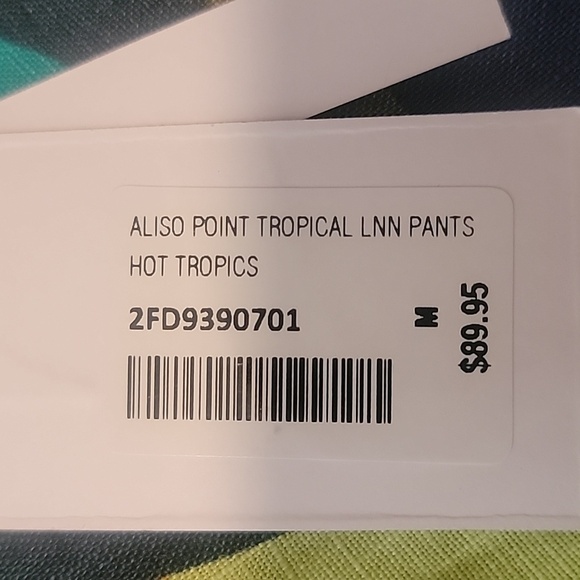 ALISO POINT TROPICAL LNN PANTS
HOT TROPICS
2FD9390701
M
$89.95